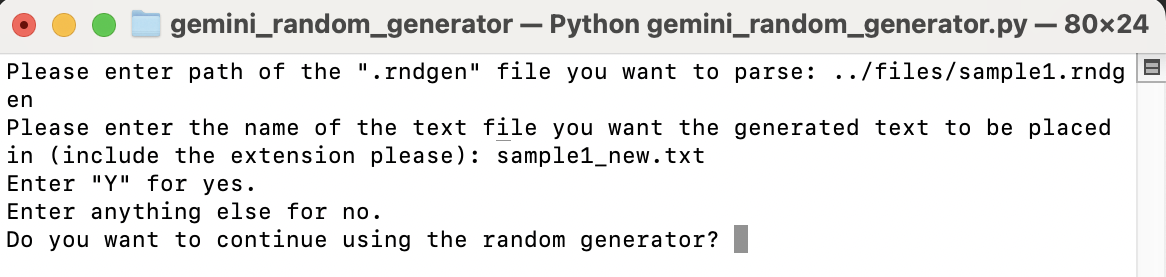 gemini_random_generator — Python gemini_random_generator.py — 80×24
Please enter path of the ".rndgen" file you want to parse: ../files/sample1.rndg
en
Please enter the name of the text file you want the generated text to be placed
in (include the extension please): sample1_new.txt
Enter "Y" for yes.
Enter anything else for no.
Do you want to continue using the random generator?